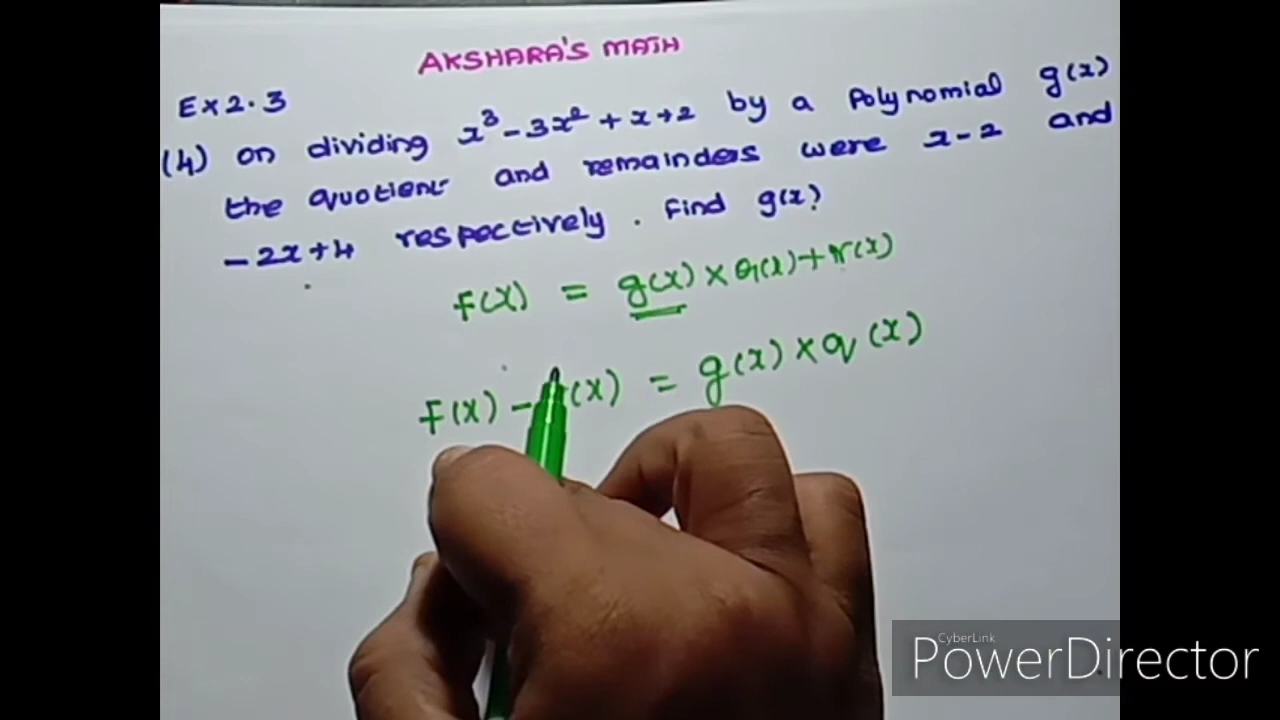 AKSHARA'S MATH
Ex 2.3
(4) on dividing x³-3x²+x+2 by a polynomial g(x)
the quotient and remainders were x-2 and
-2x+4 respectively. Find g(x)?
F(x) = g(x) × q(x) + r(x)
F(x) - (x) = g(x) × q(x)
CyberLink
PowerDirector